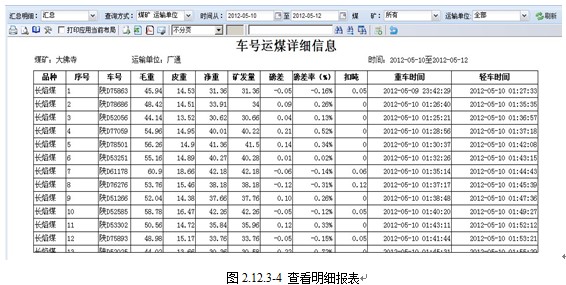 汇总明细: 汇总 查询方式: 煤矿 运输单位 时间从: 2012-05-10 至 2012-05-12 煤 矿: 所有 运输单位: 全部 刷新
打印应用当前布局 不分页
车号运煤详细信息
煤矿: 大佛寺 运输单位: 广通 时间: 2012-05-10至2012-05-12
品种 序号 车号 毛重 皮重 净重 矿发量 磅差 磅差率(%) 扣吨 重车时间 轻车时间
长焰煤 1 陕D75863 45.94 14.53 31.36 31.36 -0.05 -0.16% 0.05 2012-05-09 23:42:29 2012-05-10 01:27:33
长焰煤 2 陕D78686 48.42 14.51 33.91 34 0.09 0.26% 0 2012-05-10 01:26:40 2012-05-10 01:35:35
长焰煤 3 陕D52056 44.14 13.52 30.62 30.66 0.04 0.13% 0 2012-05-10 01:25:21 2012-05-10 01:36:57
长焰煤 4 陕D77059 54.96 14.95 40.01 40.22 0.21 0.52% 0 2012-05-10 01:28:56 2012-05-10 01:37:18
长焰煤 5 陕D78501 56.26 14.9 41.36 41.5 0.14 0.34% 0 2012-05-10 01:30:37 2012-05-10 01:42:08
长焰煤 6 陕D53251 55.16 14.89 40.27 40.28 0.01 0.02% 0 2012-05-10 01:32:26 2012-05-10 01:43:15
长焰煤 7 陕D61178 60.9 18.66 42.18 42.18 -0.06 -0.14% 0.06 2012-05-10 01:35:14 2012-05-10 01:44:43
长焰煤 8 陕D76276 53.76 15.46 38.18 38.18 -0.12 -0.31% 0.12 2012-05-10 01:37:17 2012-05-10 01:45:39
长焰煤 9 陕D51266 52.04 14.38 37.66 37.76 0.10 0.26% 0 2012-05-10 01:38:48 2012-05-10 01:47:36
长焰煤 10 陕D52585 58.78 16.47 42.26 42.26 -0.05 -0.12% 0.05 2012-05-10 01:40:20 2012-05-10 01:49:27
长焰煤 11 陕D53302 50.56 14.72 35.84 35.96 0.12 0.33% 0 2012-05-10 01:43:11 2012-05-10 01:52:12
长焰煤 12 陕D75893 48.98 15.17 33.76 33.76 -0.05 -0.15% 0.05 2012-05-10 01:41:44 2012-05-10 01:53:21
长焰煤 13
图 2.12.3-4 查看明细报表